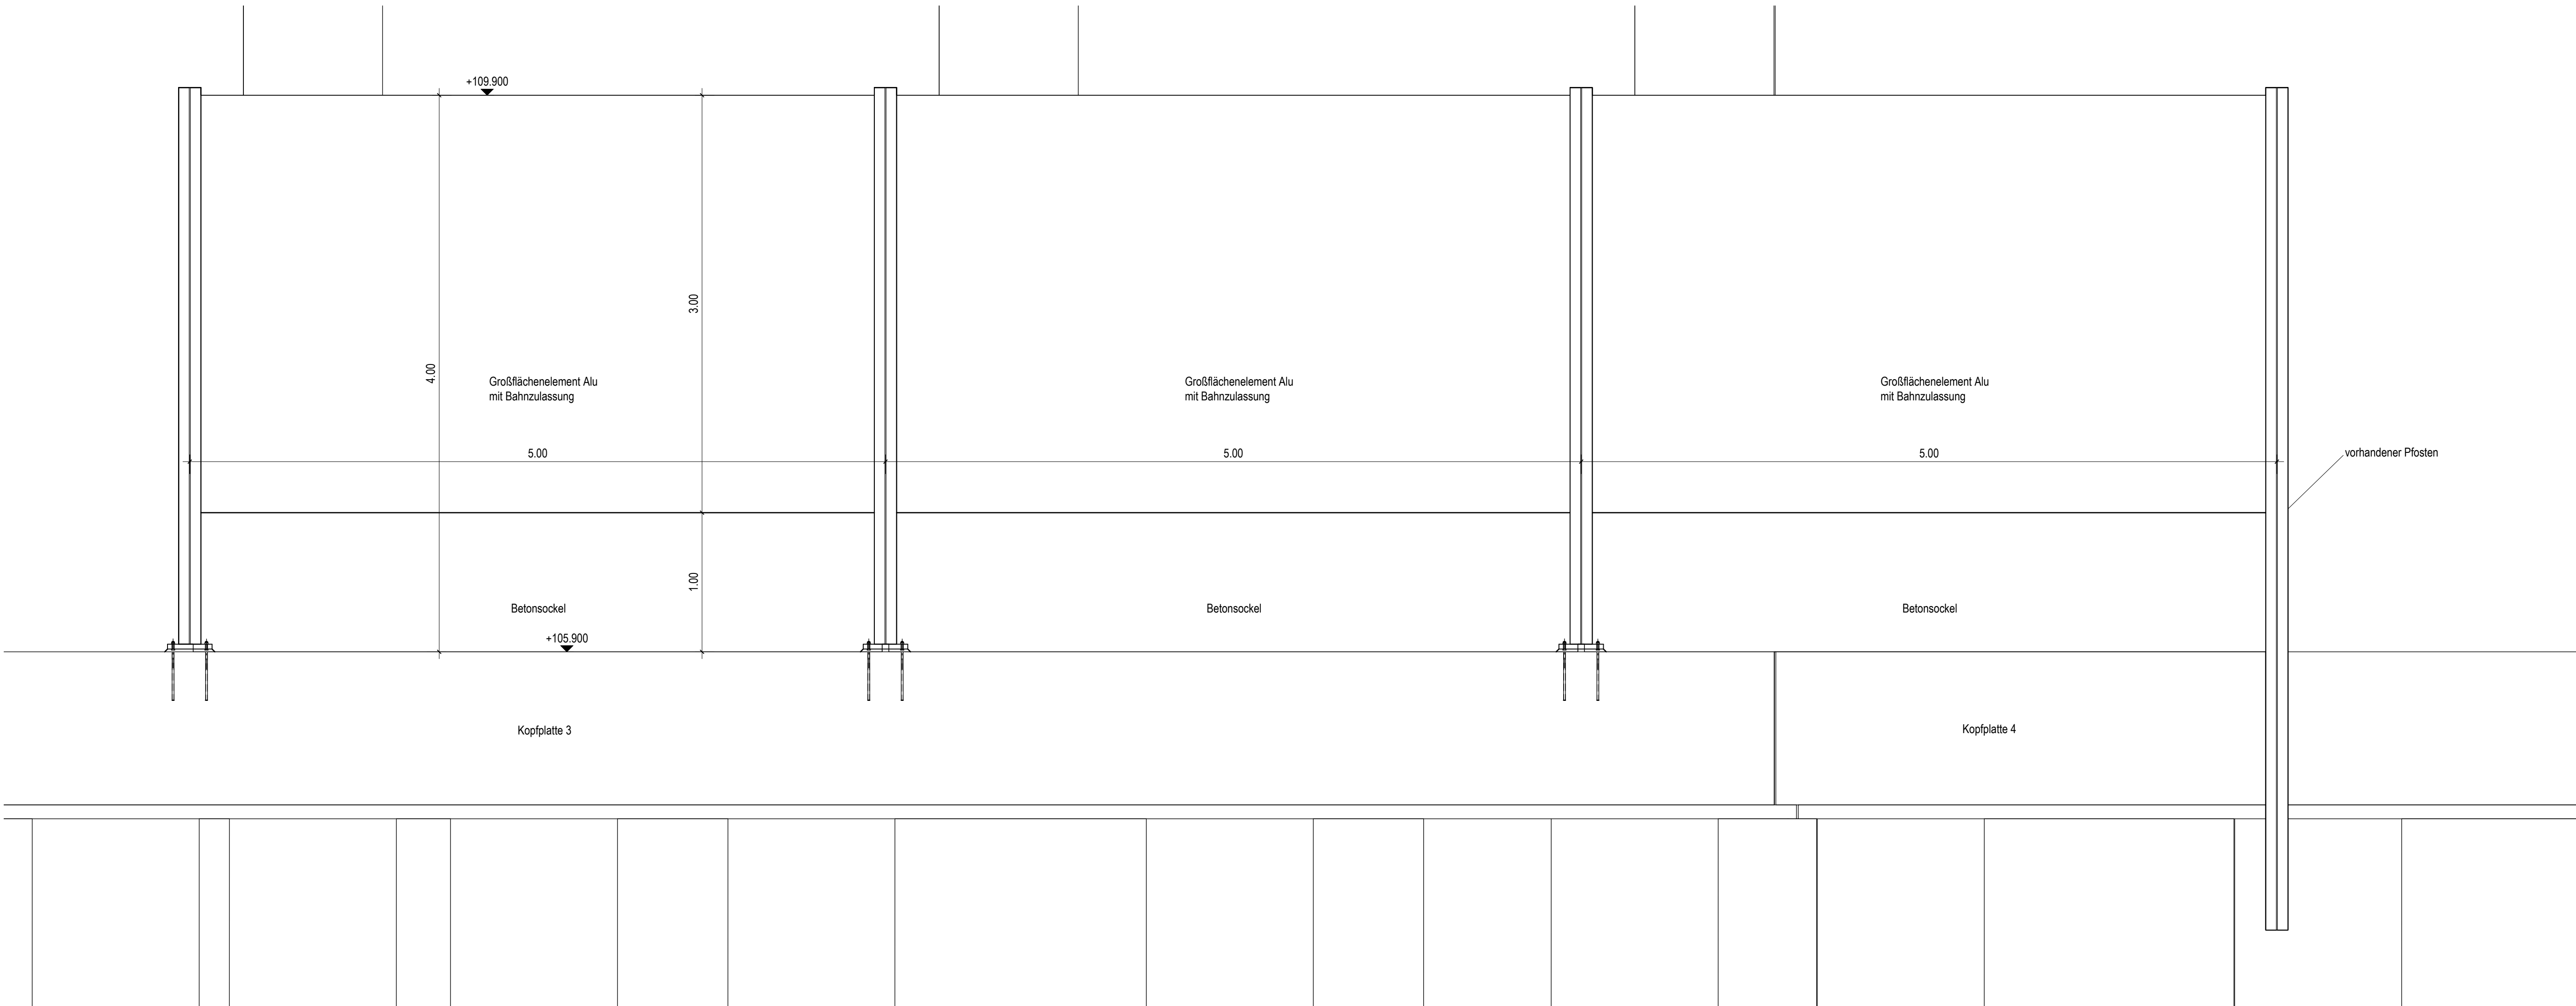 +109.900
3.00
4.00
Großflächenelement Alu
mit Bahnzulassung
Großflächenelement Alu
mit Bahnzulassung
Großflächenelement Alu
mit Bahnzulassung
5.00
5.00
5.00
vorhandener Pfosten
1.00
Betonsockel
Betonsockel
Betonsockel
+105.900
Kopfplatte 3
Kopfplatte 4